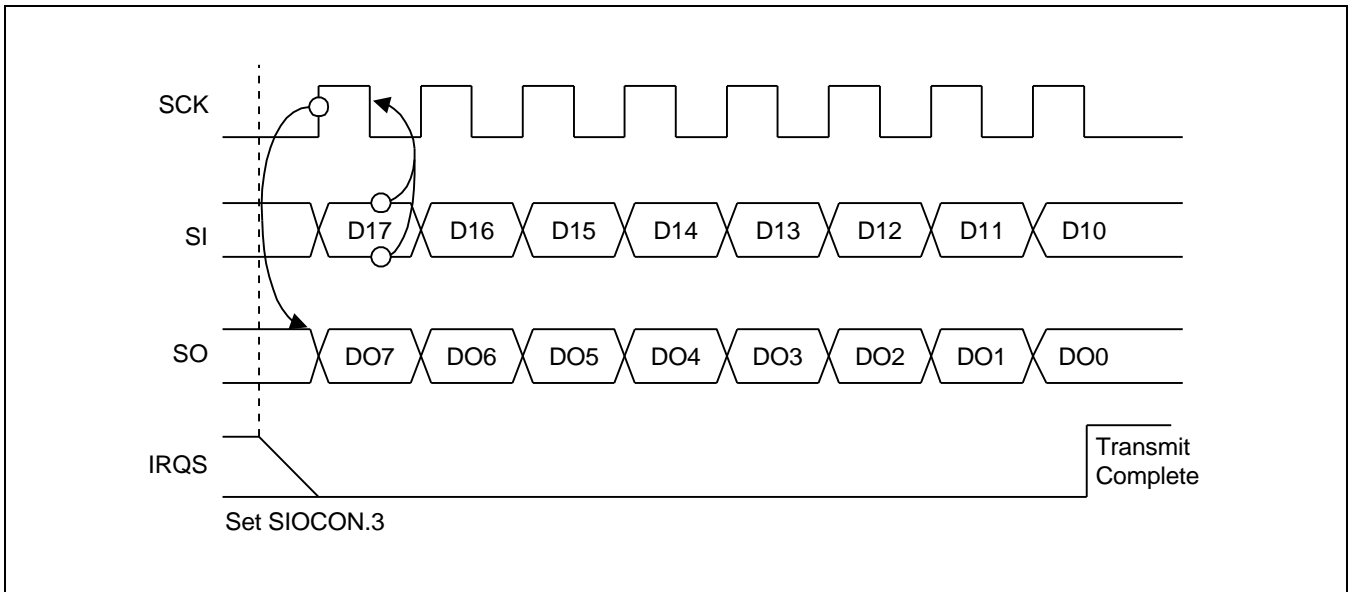 SCK
SI
D17
D16
D15
D14
D13
D12
D11
D10
SO
DO7
DO6
DO5
DO4
DO3
DO2
DO1
DO0
IRQS
Transmit
Complete
Set SIOCON.3